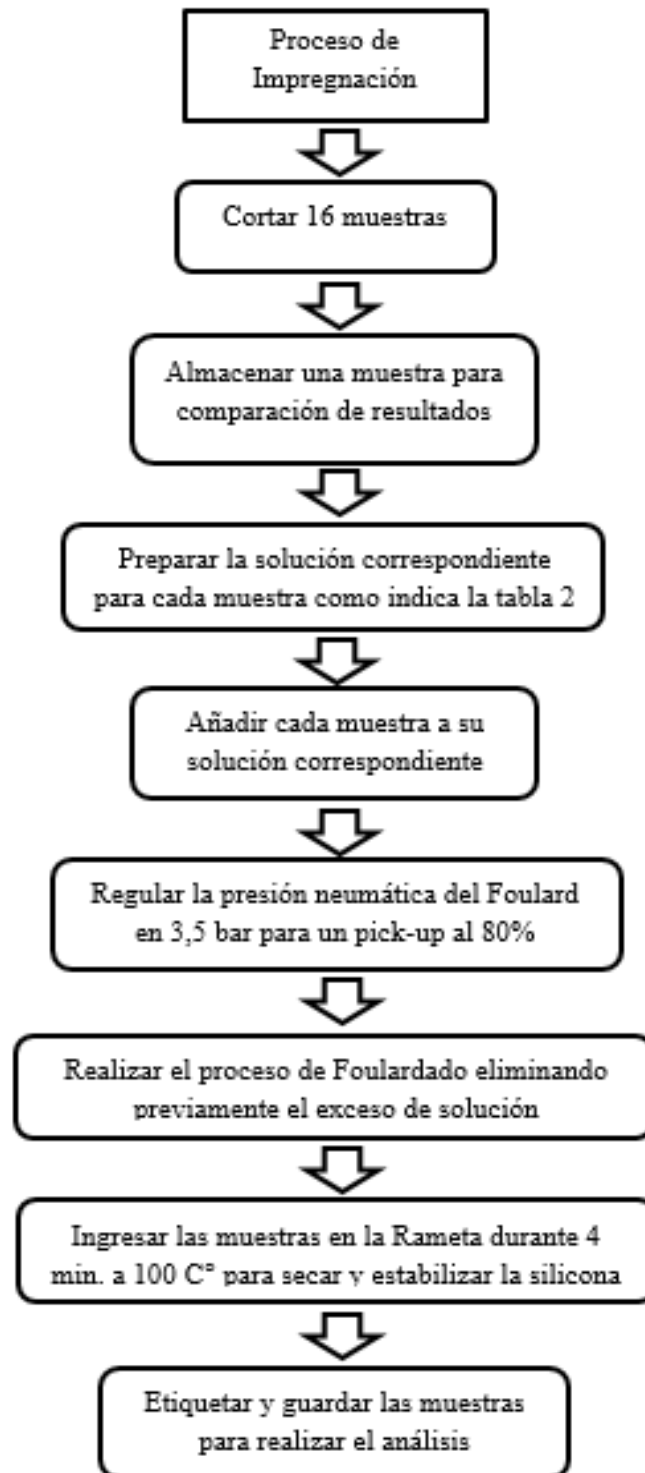 Proceso de
Impregnación
Cortar 16 muestras
Almacenar una muestra para
comparación de resultados
Preparar la solución correspondiente
para cada muestra como indica la tabla 2
Añadir cada muestra a su
solución correspondiente
Regular la presión neumática del Foulard
en 3,5 bar para un pick-up al 80%
Realizar el proceso de Foulardado eliminando
previamente el exceso de solución
Ingresar las muestras en la Rameta durante 4
min. a 100 C° para secar y estabilizar la silicona
Etiquetar y guardar las muestras
para realizar el análisis